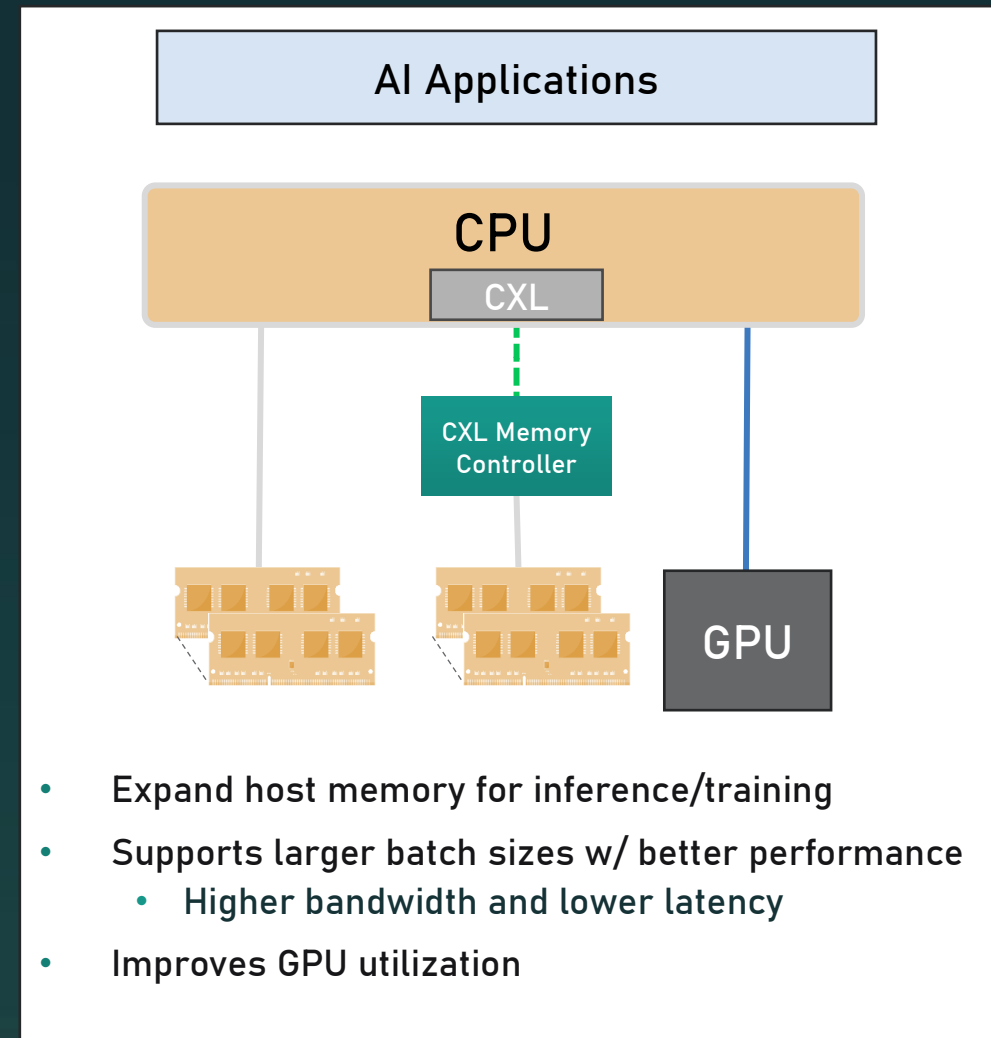 AI Applications
CPU
CXL
CXL Memory
Controller
GPU
• Expand host memory for inference/training
• Supports larger batch sizes w/ better performance
• Higher bandwidth and lower latency
• Improves GPU utilization